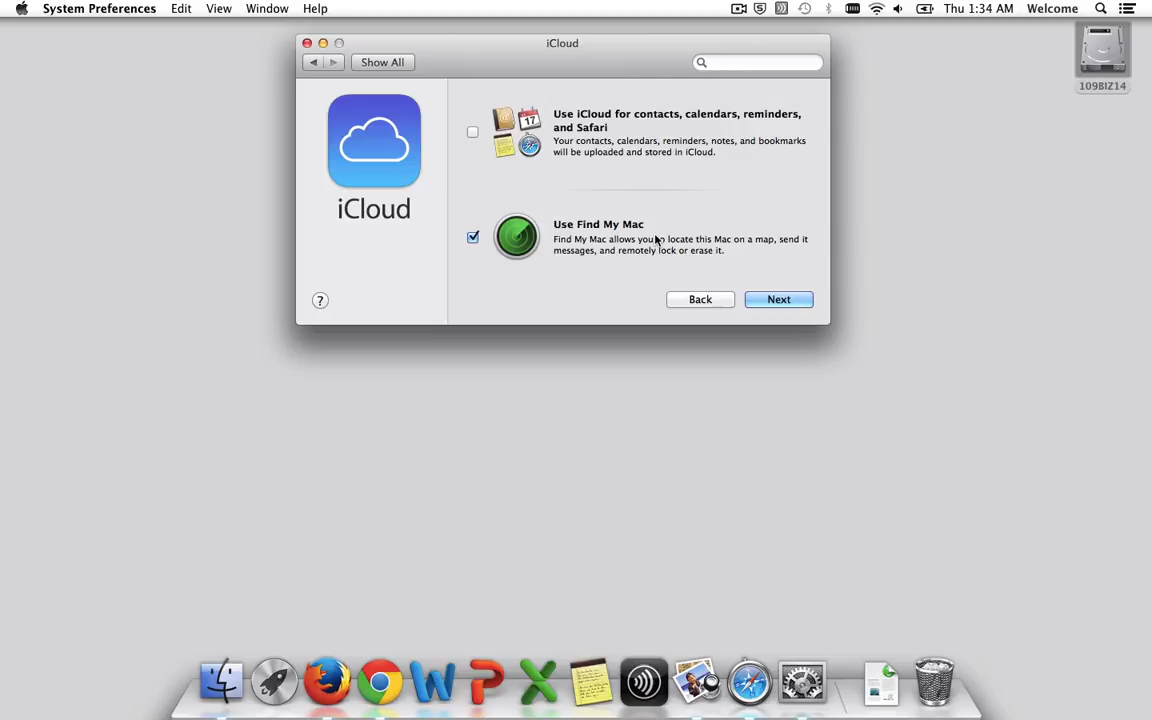 System Preferences Edit View Window Help
Thu 1:34 AM Welcome
iCloud
Show All
109BIZ14
Use iCloud for contacts, calendars, reminders,
and Safari
17
Your contacts, calendars, reminders, notes, and bookmarks
will be uploaded and stored in iCloud.
iCloud
Use Find My Mac
Find My Mac allows you to locate this Mac on a map, send it
messages, and remotely lock or erase it.
?
Back
Next